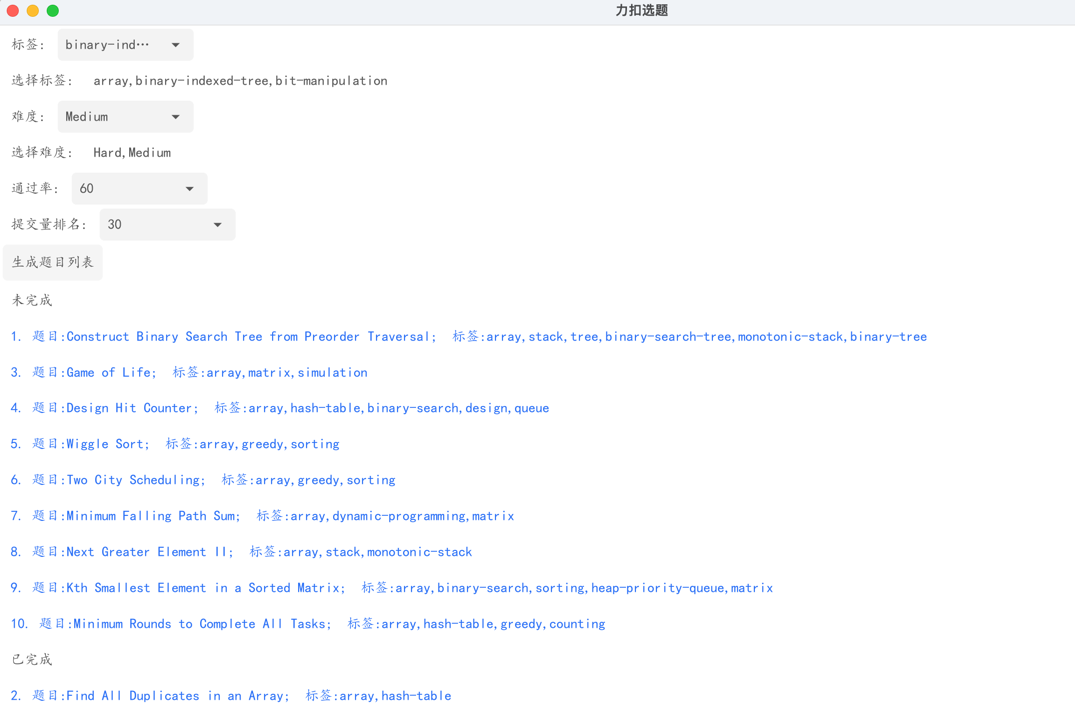 力扣选题
标签: binary-ind…
选择标签: array,binary-indexed-tree,bit-manipulation
难度: Medium
选择难度: Hard,Medium
通过率: 60
提交量排名: 30
生成题目列表
未完成
1. 题目:Construct Binary Search Tree from Preorder Traversal; 标签:array,stack,tree,binary-search-tree,monotonic-stack,binary-tree
3. 题目:Game of Life; 标签:array,matrix,simulation
4. 题目:Design Hit Counter; 标签:array,hash-table,binary-search,design,queue
5. 题目:Wiggle Sort; 标签:array,greedy,sorting
6. 题目:Two City Scheduling; 标签:array,greedy,sorting
7. 题目:Minimum Falling Path Sum; 标签:array,dynamic-programming,matrix
8. 题目:Next Greater Element II; 标签:array,stack,monotonic-stack
9. 题目:Kth Smallest Element in a Sorted Matrix; 标签:array,binary-search,sorting,heap-priority-queue,matrix
10. 题目:Minimum Rounds to Complete All Tasks; 标签:array,hash-table,greedy,counting
已完成
2. 题目:Find All Duplicates in an Array; 标签:array,hash-table